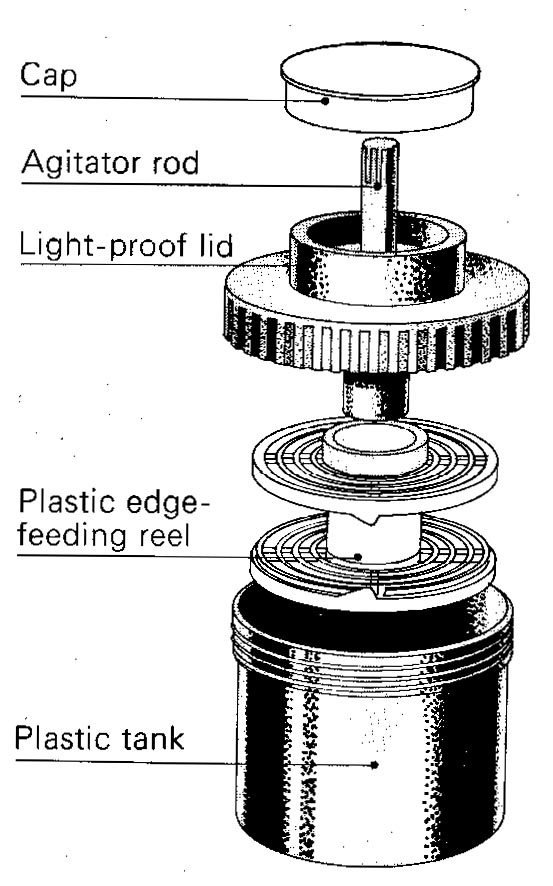 Cap
Agitator rod
Light-proof lid
Plastic edge-
feeding reel
Plastic tank